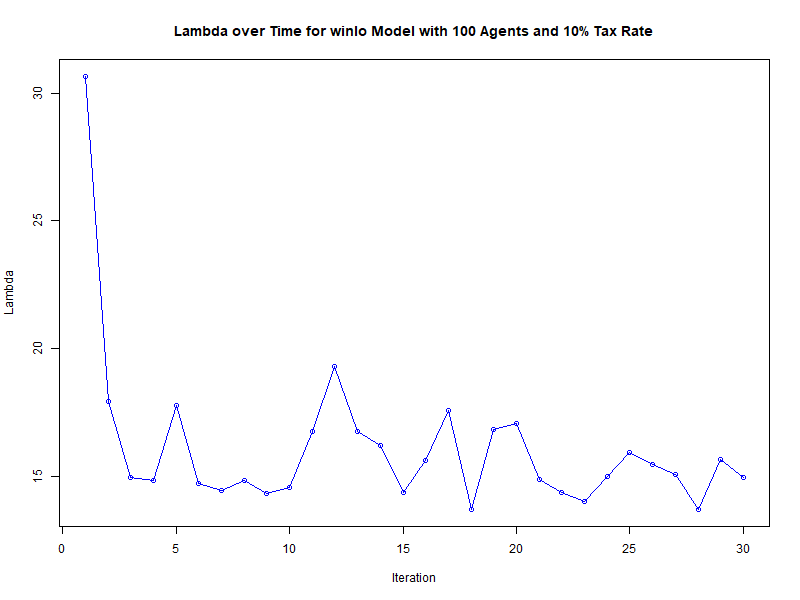 Lambda over Time for winlo Model with 100 Agents and 10% Tax Rate
30
25
20
15
Lambda
0 5 10 15 20 25 30
Iteration